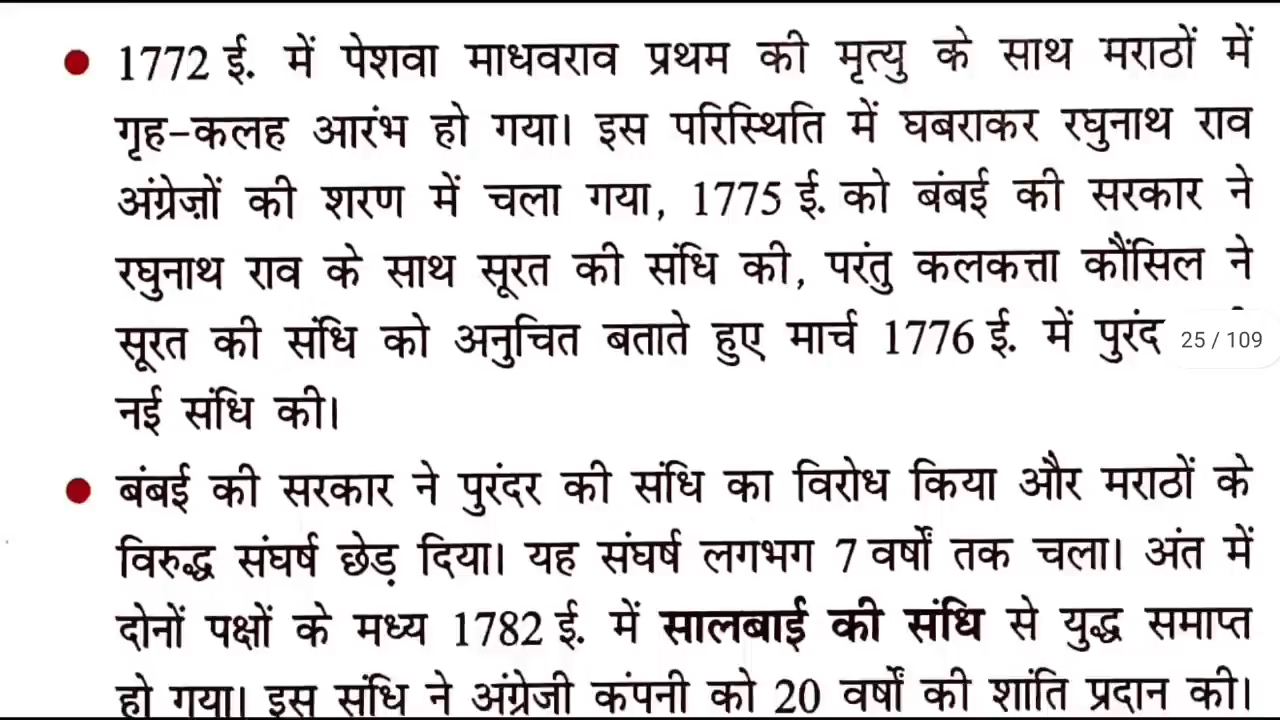 1772 ई. में पेशवा माधवराव प्रथम की मृत्यु के साथ मराठों में
गृह-कलह आरंभ हो गया। इस परिस्थिति में घबराकर रघुनाथ राव
अंग्रेज़ों की शरण में चला गया, 1775 ई. को बंबई की सरकार ने
रघुनाथ राव के साथ सूरत की संधि की, परंतु कलकत्ता कौंसिल ने
सूरत की संधि को अनुचित बताते हुए मार्च 1776 ई. में पुरंद
25 / 109
नई संधि की।
बंबई की सरकार ने पुरंदर की संधि का विरोध किया और मराठों के
विरुद्ध संघर्ष छेड़ दिया। यह संघर्ष लगभग 7 वर्षों तक चला। अंत में
दोनों पक्षों के मध्य 1782 ई. में सालबाई की संधि से युद्ध समाप्त
हो गया। इस संधि ने अंग्रेजी कंपनी को 20 वर्षों की शांति प्रदान की।